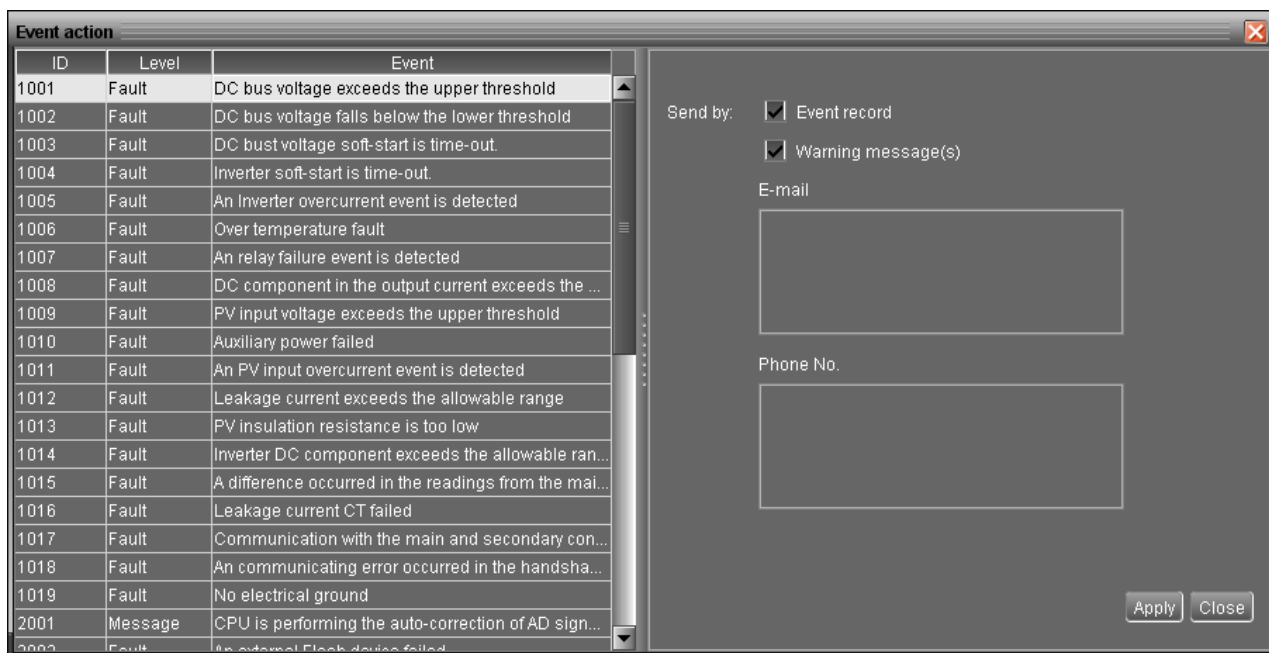 Event action
ID Level Event
1001 Fault DC bus voltage exceeds the upper threshold
1002 Fault DC bus voltage falls below the lower threshold
1003 Fault DC bust voltage soft-start is time-out.
1004 Fault Inverter soft-start is time-out.
1005 Fault An Inverter overcurrent event is detected
1006 Fault Over temperature fault
1007 Fault An relay failure event is detected
1008 Fault DC component in the output current exceeds the ...
1009 Fault PV input voltage exceeds the upper threshold
1010 Fault Auxiliary power failed
1011 Fault An PV input overcurrent event is detected
1012 Fault Leakage current exceeds the allowable range
1013 Fault PV insulation resistance is too low
1014 Fault Inverter DC component exceeds the allowable ran...
1015 Fault A difference occurred in the readings from the mai...
1016 Fault Leakage current CT failed
1017 Fault Communication with the main and secondary con...
1018 Fault An communicating error occurred in the handsha...
1019 Fault No electrical ground
2001 Message CPU is performing the auto-correction of AD sign...
2002 Fault An external Flash device failed
Send by: Event record
Warning message(s)
E-mail
Phone No.
Apply Close